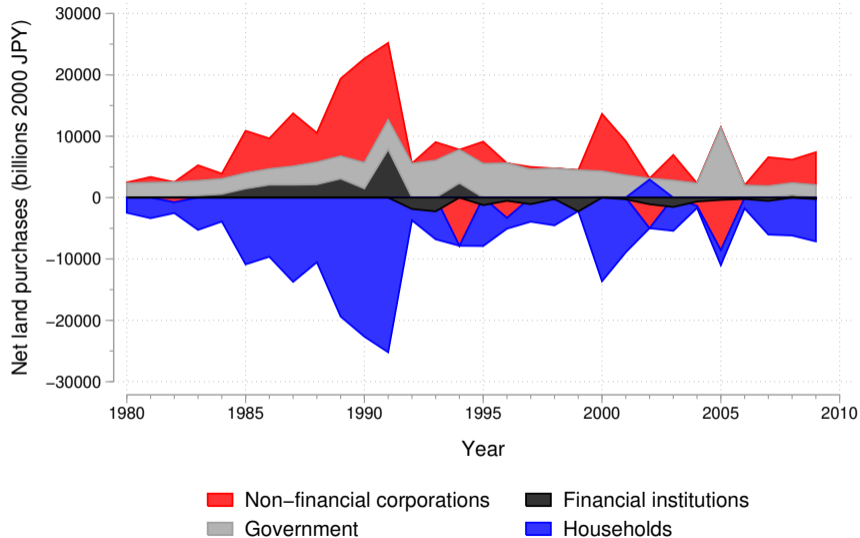 Net land purchases (billions 2000 JPY)
30000
20000
10000
0
−10000
−20000
−30000
1980 1985 1990 1995 2000 2005 2010
Year
Non−financial corporations Financial institutions
Government Households